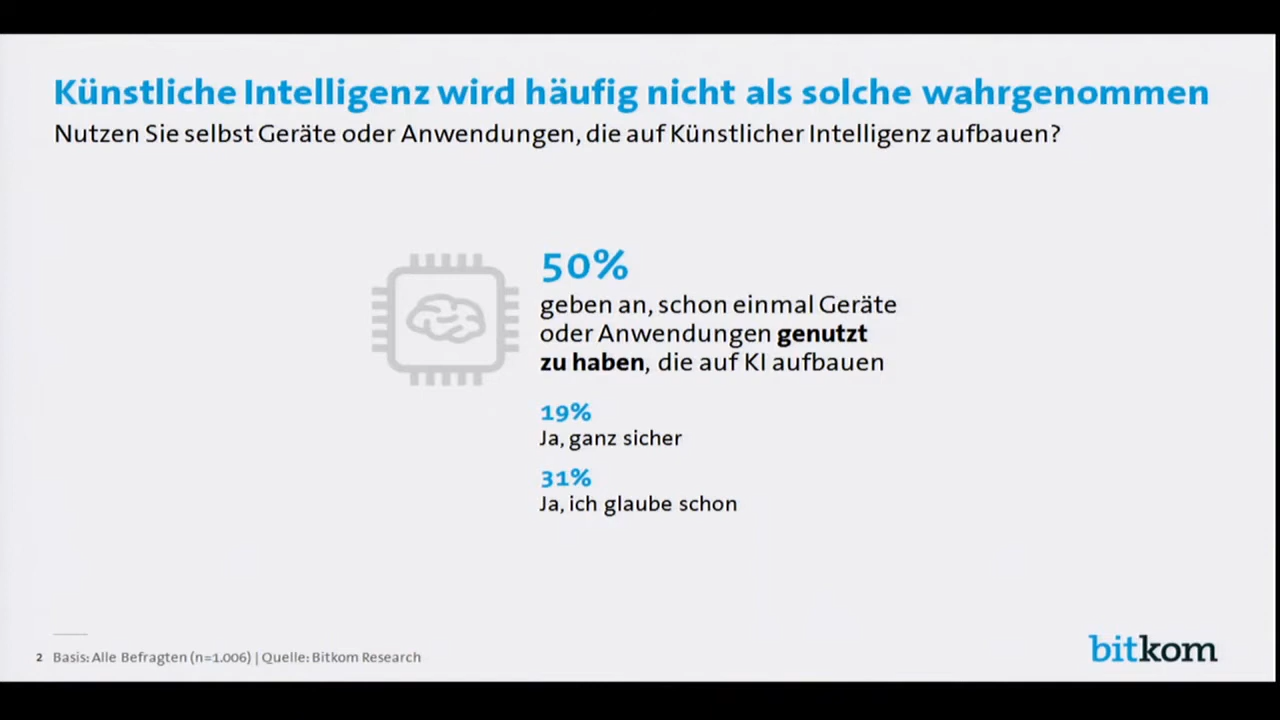 Künstliche Intelligenz wird häufig nicht als solche wahrgenommen
Nutzen Sie selbst Geräte oder Anwendungen, die auf Künstlicher Intelligenz aufbauen?
50%
geben an, schon einmal Geräte
oder Anwendungen genutzt
zu haben, die auf KI aufbauen
19%
Ja, ganz sicher
31%
Ja, ich glaube schon
2 Basis: Alle Befragten (n=1.006) | Quelle: Bitkom Research
bitkom